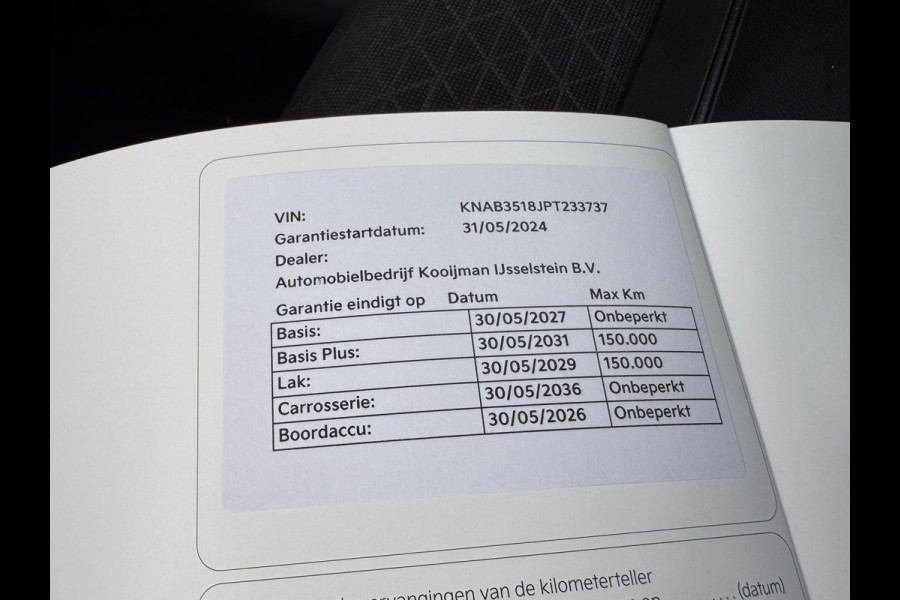 VIN: KNAB3518JPT233737
Garantiestartdatum: 31/05/2024
Dealer:
Automobielbedrijf Kooijman IJsselstein B.V.
Garantie eindigt op Datum Max Km
Basis: 30/05/2027 Onbeperkt
Basis Plus: 30/05/2031 150.000
Lak: 30/05/2029 150.000
Carrosserie: 30/05/2036 Onbeperkt
Boordaccu: 30/05/2026 Onbeperkt
van de kilometerteller
(datum)